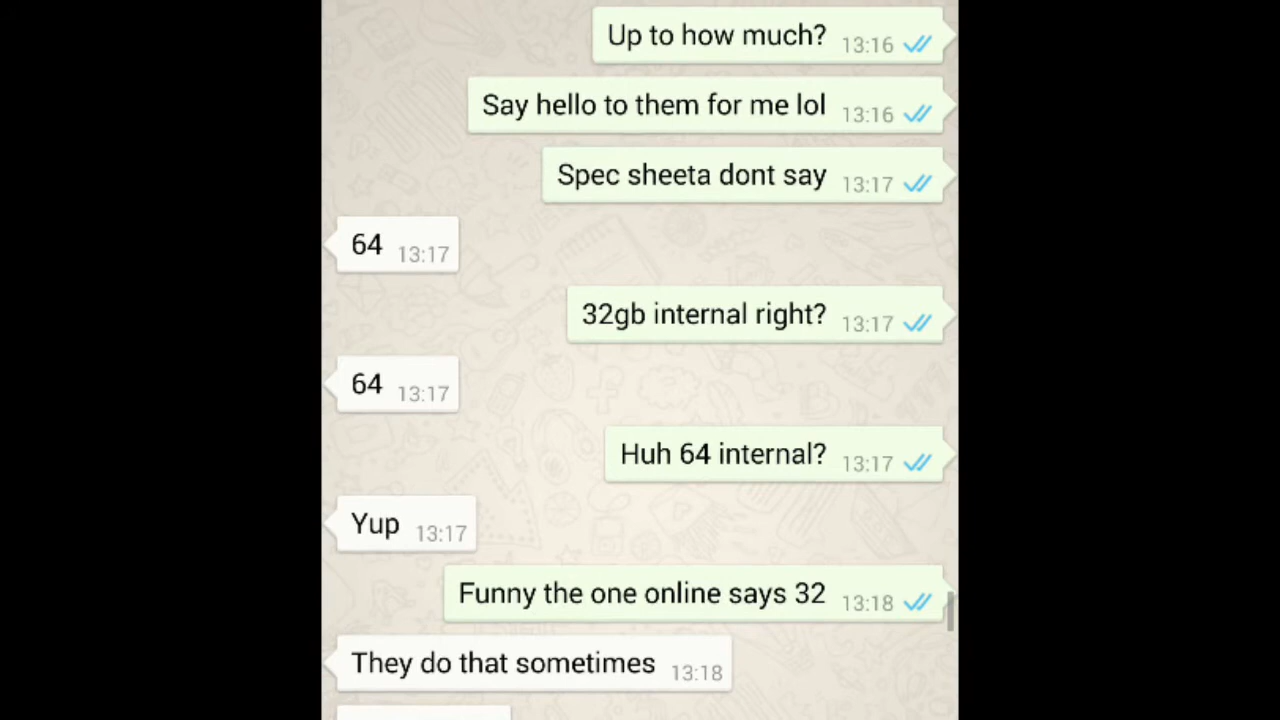 Up to how much? 13:16
Say hello to them for me lol 13:16
Spec sheeta dont say 13:17
64 13:17
32gb internal right? 13:17
64 13:17
Huh 64 internal? 13:17
Yup 13:17
Funny the one online says 32 13:18
They do that sometimes 13:18